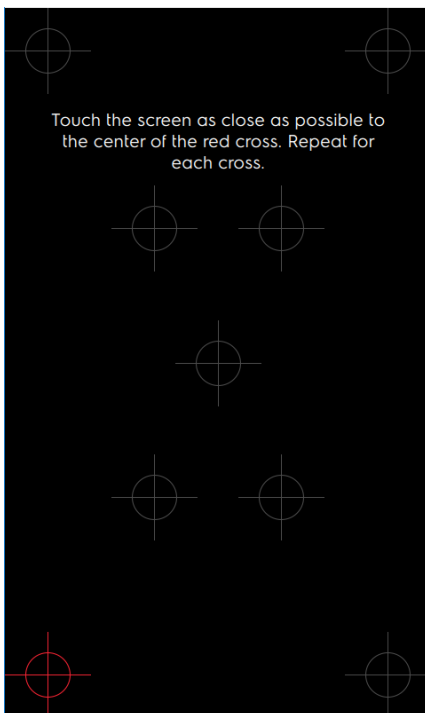 Touch the screen as close as possible to
the center of the red cross. Repeat for
each cross.